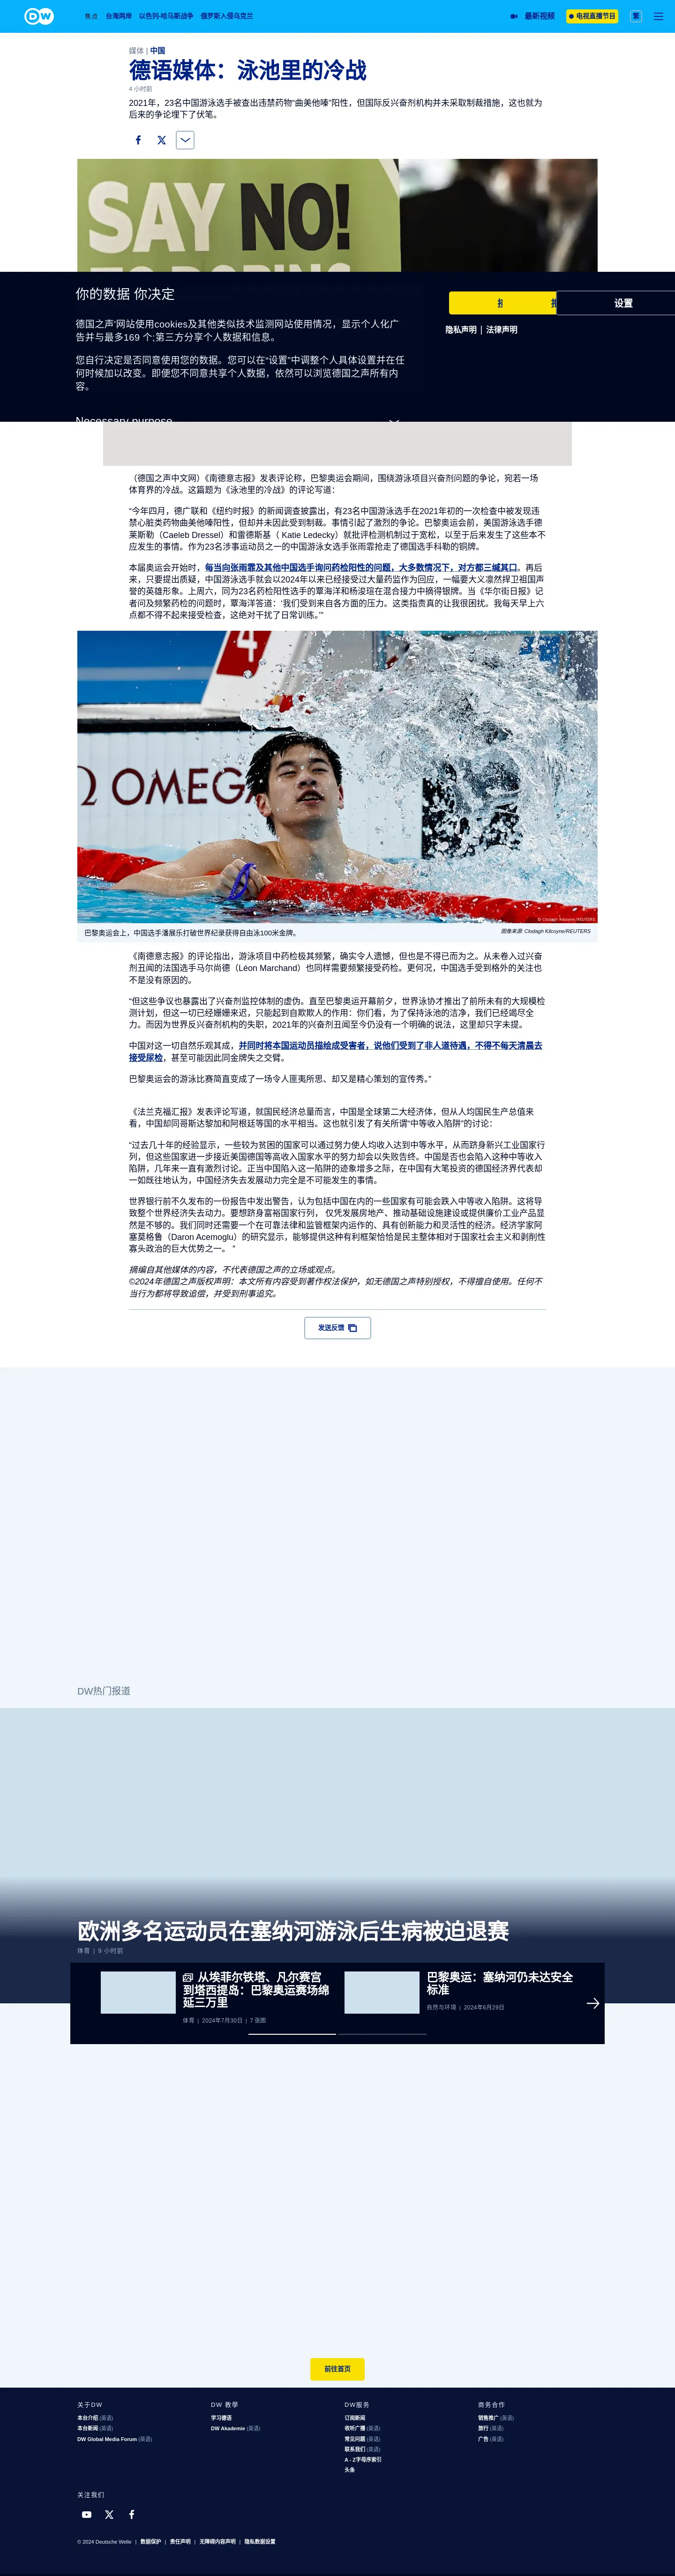 DW
焦点 台海两岸 以色列-哈马斯战争 俄罗斯入侵乌克兰 最新视频 电视直播节目 繁
媒体 | 中国
德语媒体：泳池里的冷战
4 小时前
2021年，23名中国游泳选手被查出违禁药物“曲美他嗪”阳性，但国际反兴奋剂机构并未采取制裁措施，这也就为
后来的争论埋下了伏笔。
SAY NO!
你的数据 你决定
设置
隐私声明 | 法律声明
德国之声'网站使用cookies及其他类似技术监测网站使用情况，显示个人化广
告并与最多169 个;第三方分享个人数据和信息。
您自行决定是否同意使用您的数据。您可以在“设置”中调整个人具体设置并在任
何时候加以改变。即便您不同意共享个人数据，依然可以浏览德国之声所有内
容。
Necessary purpose
（德国之声中文网）《南德意志报》发表评论称，巴黎奥运会期间，围绕游泳项目兴奋剂问题的争论，宛若一场
体育界的冷战。这篇题为《泳池里的冷战》的评论写道：
“今年四月，德广联和《纽约时报》的新闻调查披露出，有23名中国游泳选手在2021年初的一次检查中被发现违
禁心脏类药物曲美他嗪阳性，但却并未因此受到制裁。事情引起了激烈的争论。巴黎奥运会前，美国游泳选手德
莱斯勒（Caeleb Dressel）和雷德斯基（ Katie Ledecky）就批评检测机制过于宽松，以至于后来发生了这些本不
应发生的事情。作为23名涉事运动员之一的中国游泳女选手张雨霏抢走了德国选手科勒的铜牌。
本届奥运会开始时，每当向张雨霏及其他中国选手询问药检阳性的问题，大多数情况下，对方都三缄其口。再后
来，只要提出质疑，中国游泳选手就会以2024年以来已经接受过大量药监作为回应，一幅要大义凛然捍卫祖国声
誉的英雄形象。上周六，同为23名药检阳性选手的覃海洋和杨浚瑄在混合接力中摘得银牌。当《华尔街日报》记
者问及频繁药检的问题时，覃海洋答道：‘我们受到来自各方面的压力。这类指责真的让我很困扰。我每天早上六
点都不得不起来接受检查，这绝对干扰了日常训练。’”
4
OMEGA
© Clodagh Kilcoyne/REUTERS
巴黎奥运会上，中国选手潘展乐打破世界纪录获得自由泳100米金牌。
图像来源: Clodagh Kilcoyne/REUTERS
《南德意志报》的评论指出，游泳项目中药检极其频繁，确实令人遗憾，但也是不得已而为之。从未卷入过兴奋
剂丑闻的法国选手马尔尚德（Léon Marchand）也同样需要频繁接受药检。更何况，中国选手受到格外的关注也
不是没有原因的。
“但这些争议也暴露出了兴奋剂监控体制的虚伪。直至巴黎奥运开幕前夕，世界泳协才推出了前所未有的大规模检
测计划，但这一切已经姗姗来迟，只能起到自欺欺人的作用：你们看，为了保持泳池的洁净，我们已经竭尽全
力。而因为世界反兴奋剂机构的失职，2021年的兴奋剂丑闻至今仍没有一个明确的说法，这里却只字未提。
中国对这一切自然乐观其成，并同时将本国运动员描绘成受害者，说他们受到了非人道待遇，不得不每天清晨去
接受尿检，甚至可能因此同金牌失之交臂。
巴黎奥运会的游泳比赛简直变成了一场令人匪夷所思、却又是精心策划的宣传秀。”
《法兰克福汇报》发表评论写道，就国民经济总量而言，中国是全球第二大经济体，但从人均国民生产总值来
看，中国却同哥斯达黎加和阿根廷等国的水平相当。这也就引发了有关所谓“中等收入陷阱”的讨论：
“过去几十年的经验显示，一些较为贫困的国家可以通过努力使人均收入达到中等水平，从而跻身新兴工业国家行
列，但这些国家进一步接近美国德国等高收入国家水平的努力却会以失败告终。中国是否也会陷入这种中等收入
陷阱，几年来一直有激烈讨论。正当中国陷入这一陷阱的迹象增多之际，在中国有大笔投资的德国经济界代表却
一如既往地认为，中国经济失去发展动力完全是不可能发生的事情。
世界银行前不久发布的一份报告中发出警告，认为包括中国在内的一些国家有可能会跌入中等收入陷阱。这将导
致整个世界经济失去动力。要想跻身富裕国家行列， 仅凭发展房地产、推动基础设施建设或提供廉价工业产品显
然是不够的。我们同时还需要一个在可靠法律和监管框架内运作的、具有创新能力和灵活性的经济。经济学家阿
塞莫格鲁（Daron Acemoglu）的研究显示，能够提供这种有利框架恰恰是民主整体相对于国家社会主义和剥削性
寡头政治的巨大优势之一。 ”
摘编自其他媒体的内容，不代表德国之声的立场或观点。
©2024年德国之声版权声明：本文所有内容受到著作权法保护，如无德国之声特别授权，不得擅自使用。任何不
当行为都将导致追偿，并受到刑事追究。
发送反馈
DW热门报道
欧洲多名运动员在塞纳河游泳后生病被迫退赛
体育 | 9 小时前
从埃菲尔铁塔、凡尔赛宫
到塔西提岛：巴黎奥运赛场绵
延三万里
体育 | 2024年7月30日 | 7 张图
巴黎奥运：塞纳河仍未达安全
标准
自然与环境 | 2024年6月29日
前往首页
关于DW
本台介绍 (英语)
本台新闻 (英语)
DW Global Media Forum (英语)
DW 教學
学习德语
DW Akademie (英语)
DW服务
订阅新闻
收听广播 (英语)
常见问题 (英语)
联系我们 (英语)
A - Z字母序索引
头条
商务合作
销售推广 (英语)
旅行 (英语)
广告 (英语)
关注我们
© 2024 Deutsche Welle | 数据保护 | 责任声明 | 无障碍内容声明 | 隐私数据设置